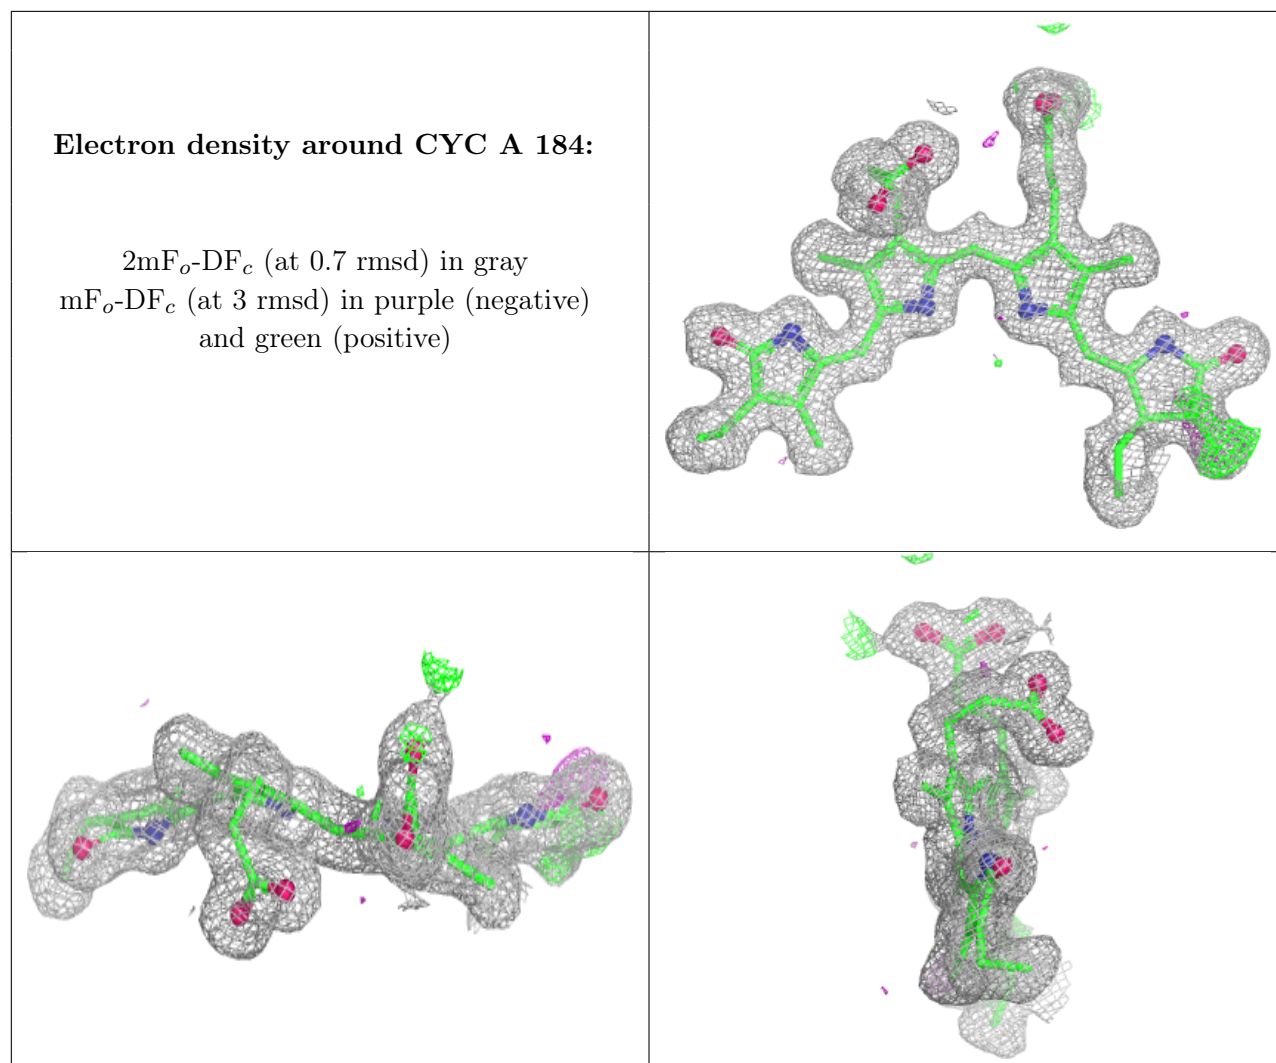 Electron density around CYC A 184:
2mFo-DFc (at 0.7 rmsd) in gray
mFo-DFc (at 3 rmsd) in purple (negative)
and green (positive)